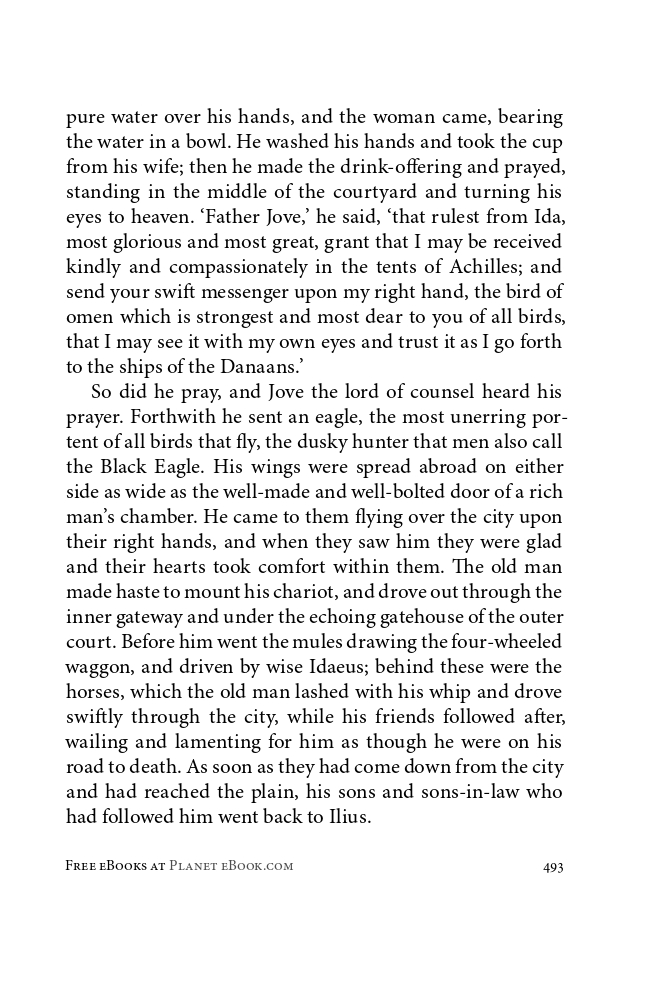 pure water over his hands, and the woman came, bearing
the water in a bowl. He washed his hands and took the cup
from his wife; then he made the drink-offering and prayed,
standing in the middle of the courtyard and turning his
eyes to heaven. ‘Father Jove,’ he said, ‘that rulest from Ida,
most glorious and most great, grant that I may be received
kindly and compassionately in the tents of Achilles; and
send your swift messenger upon my right hand, the bird of
omen which is strongest and most dear to you of all birds,
that I may see it with my own eyes and trust it as I go forth
to the ships of the Danaans.’
So did he pray, and Jove the lord of counsel heard his
prayer. Forthwith he sent an eagle, the most unerring por-
tent of all birds that fly, the dusky hunter that men also call
the Black Eagle. His wings were spread abroad on either
side as wide as the well-made and well-bolted door of a rich
man’s chamber. He came to them flying over the city upon
their right hands, and when they saw him they were glad
and their hearts took comfort within them. The old man
made haste to mount his chariot, and drove out through the
inner gateway and under the echoing gatehouse of the outer
court. Before him went the mules drawing the four-wheeled
waggon, and driven by wise Idaeus; behind these were the
horses, which the old man lashed with his whip and drove
swiftly through the city, while his friends followed after,
wailing and lamenting for him as though he were on his
road to death. As soon as they had come down from the city
and had reached the plain, his sons and sons-in-law who
had followed him went back to Ilius.
Free eBooks at Planet eBook.com 493